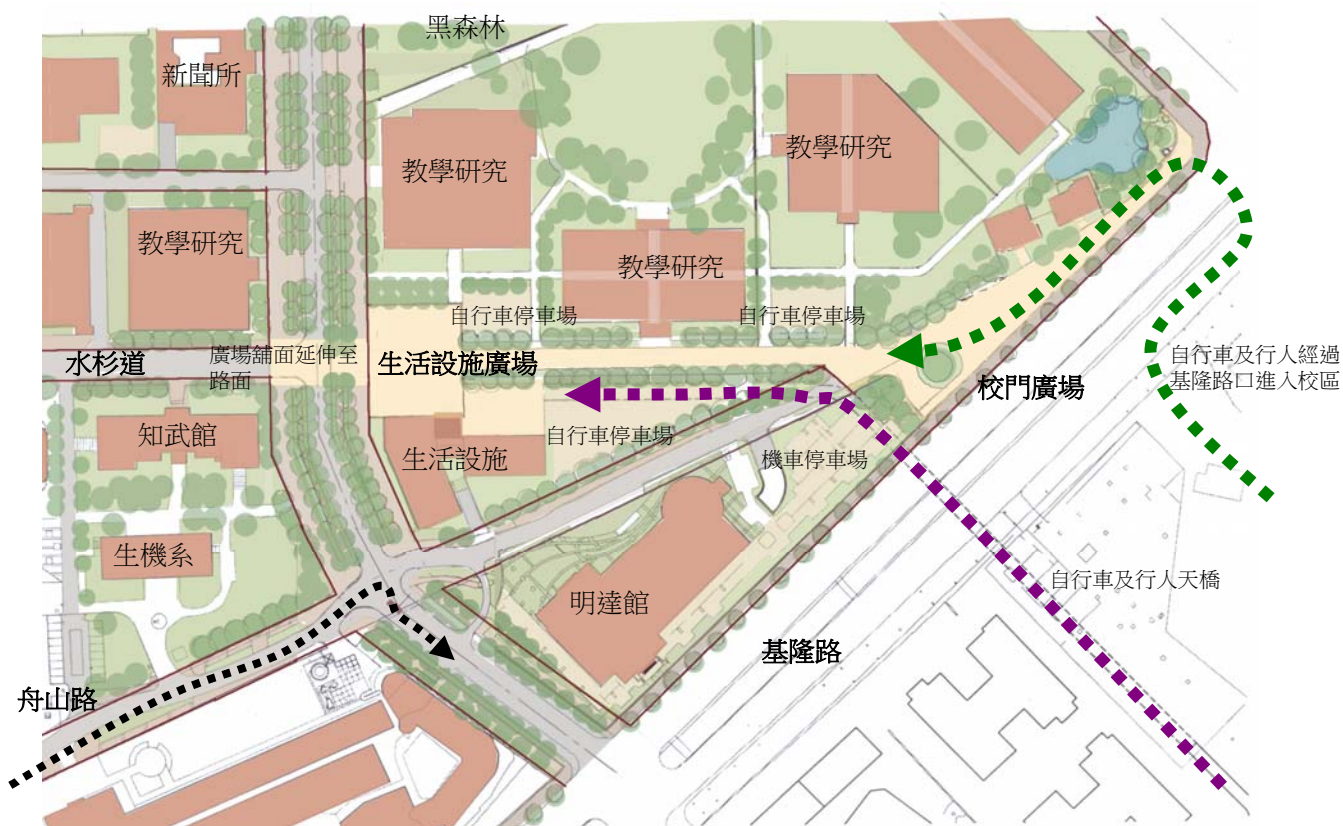 黑森林
新聞所
教學研究
教學研究
教學研究
教學研究
自行車停車場
自行車停車場
水杉道
廣場舖面延伸至
路面
生活設施廣場
自行車及行人經過
基隆路口進入校區
校門廣場
知武館
自行車停車場
生活設施
機車停車場
生機系
自行車及行人天橋
明達館
基隆路
舟山路